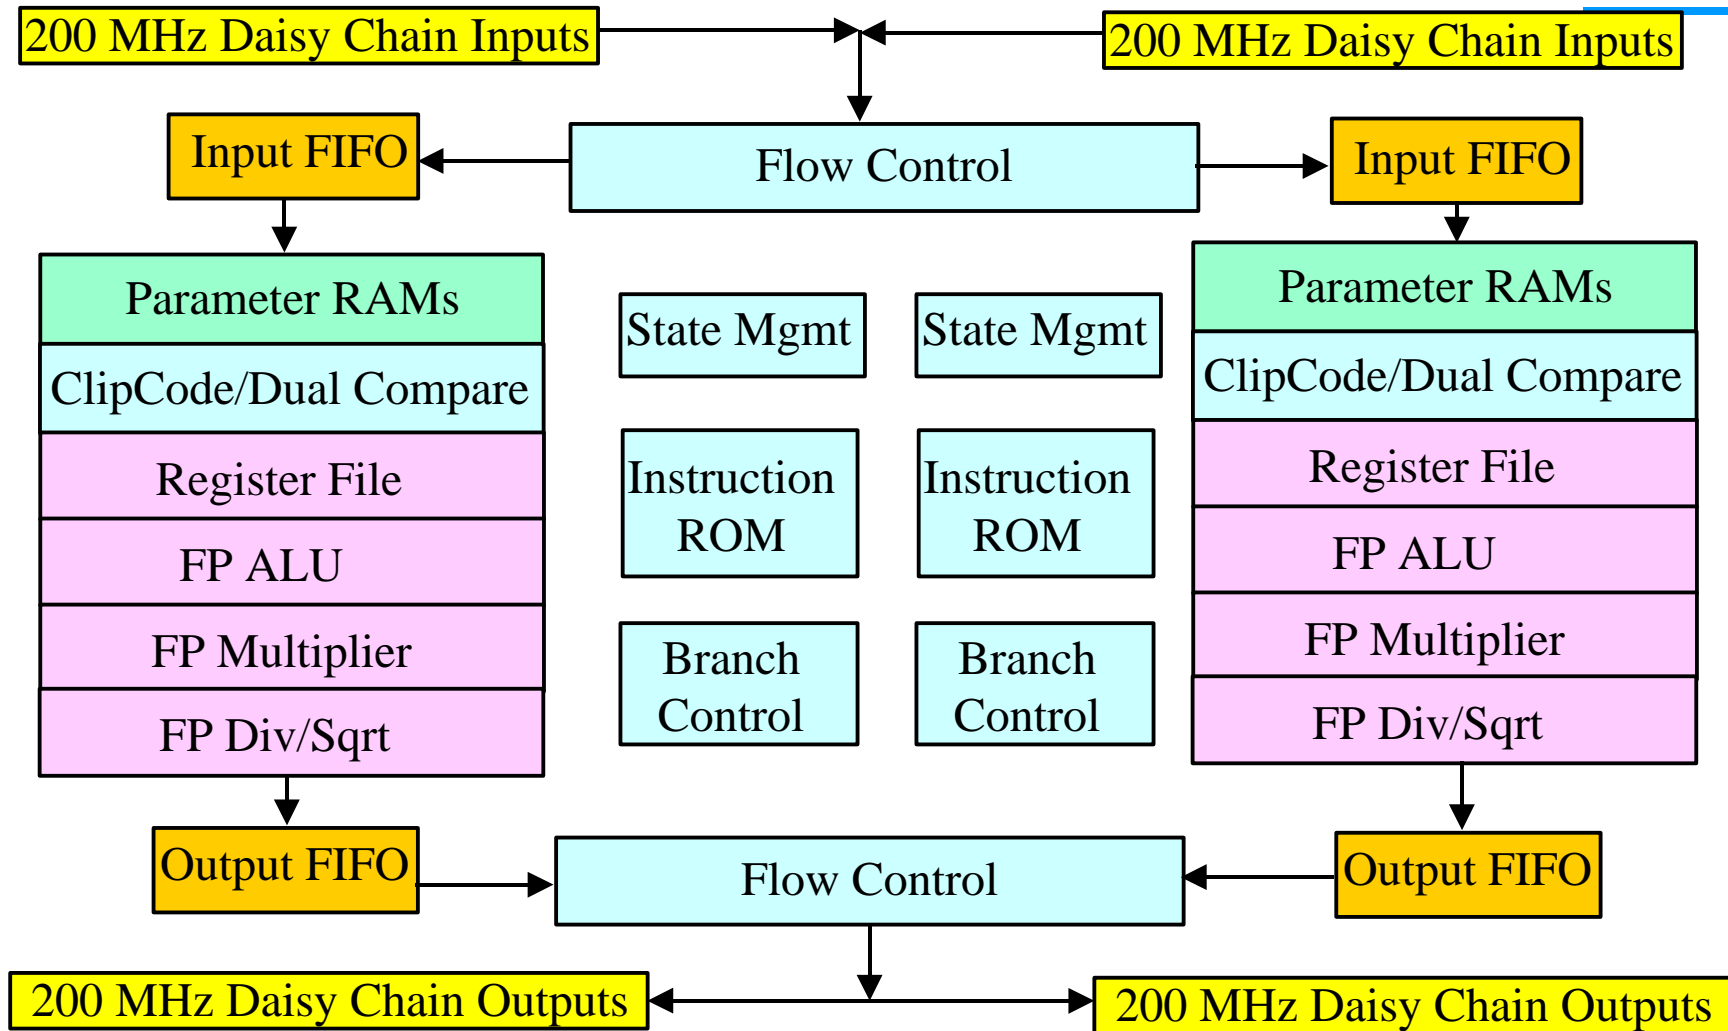 200 MHz Daisy Chain Inputs
200 MHz Daisy Chain Inputs
Input FIFO
Flow Control
Input FIFO
Parameter RAMs
ClipCode/Dual Compare
Register File
FP ALU
FP Multiplier
FP Div/Sqrt
State Mgmt
Instruction
ROM
Branch
Control
State Mgmt
Instruction
ROM
Branch
Control
Parameter RAMs
ClipCode/Dual Compare
Register File
FP ALU
FP Multiplier
FP Div/Sqrt
Output FIFO
Flow Control
Output FIFO
200 MHz Daisy Chain Outputs
200 MHz Daisy Chain Outputs